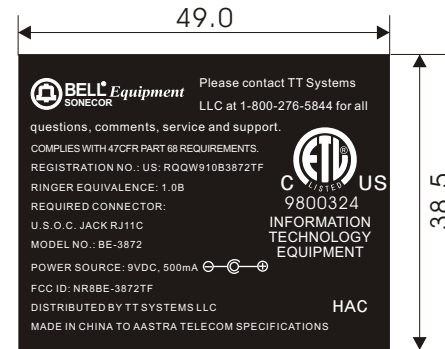 49.0
BELL® Equipment
SONECOR
Please contact TT Systems
LLC at 1-800-276-5844 for all
questions, comments, service and support.
COMPLIES WITH 47CFR PART 68 REQUIREMENTS.
REGISTRATION NO.: US: RQQW910B3872TF
RINGER EQUIVALENCE: 1.0B
REQUIRED CONNECTOR:
U.S.O.C. JACK RJ11C
MODEL NO.: BE-3872
POWER SOURCE: 9VDC, 500mA
FCC ID: NR8BE-3872TF
DISTRIBUTED BY TT SYSTEMS LLC
MADE IN CHINA TO AASTRA TELECOM SPECIFICATIONS
ETL
LISTED
C US
9800324
INFORMATION
TECHNOLOGY
EQUIPMENT
HAC
38.5